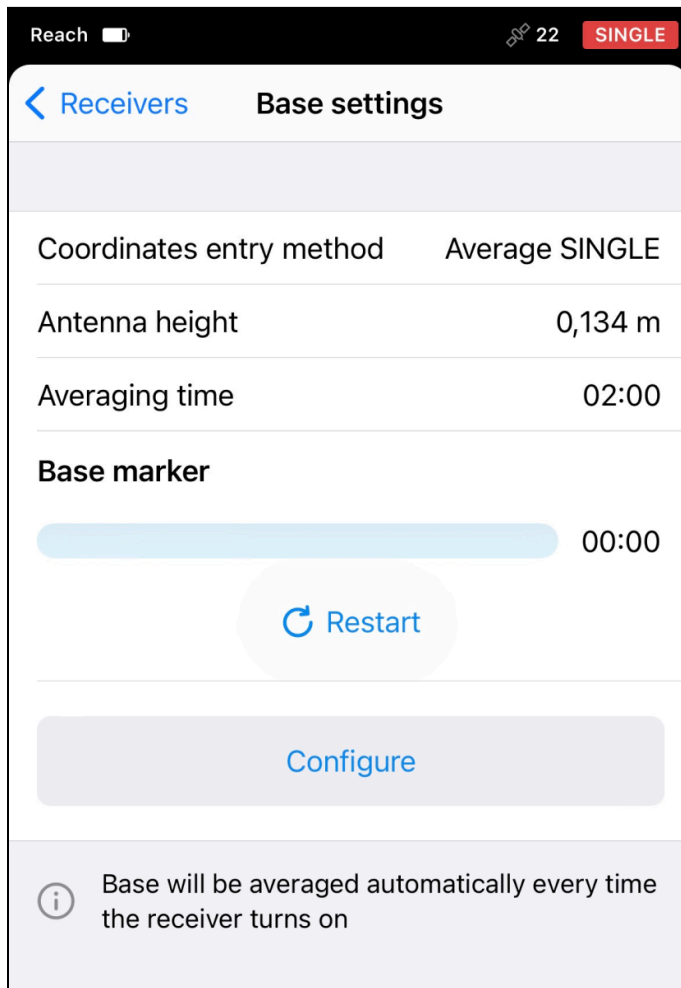 Reach 22 SINGLE
Receivers Base settings
Coordinates entry method Average SINGLE
Antenna height 0,134 m
Averaging time 02:00
Base marker
00:00
Restart
Configure
Base will be averaged automatically every time
the receiver turns on